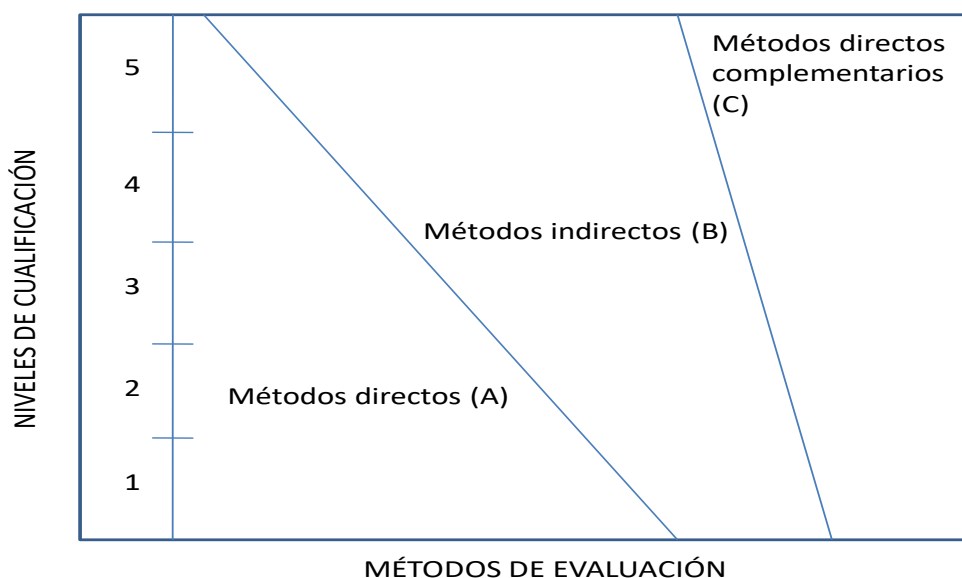 Métodos directos
complementarios
(C)
5
4
Métodos indirectos (B)
3
2
Métodos directos (A)
1
NIVELES DE CUALIFICACIÓN
MÉTODOS DE EVALUACIÓN